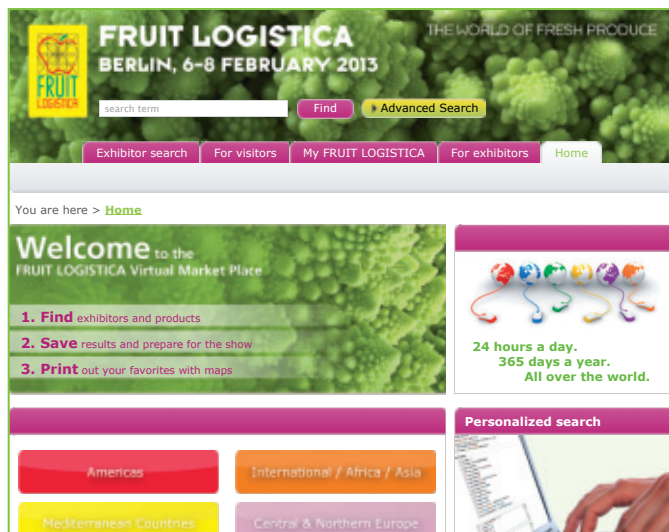 FRUIT LOGISTICA
BERLIN, 6–8 FEBRUARY 2013
THE WORLD OF FRESH PRODUCE
FRUIT
LOGISTICA
search term
Find
Advanced Search
Exhibitor search
For visitors
My FRUIT LOGISTICA
For exhibitors
Home
You are here > Home
Welcome to the
FRUIT LOGISTICA Virtual Market Place
1. Find exhibitors and products
2. Save results and prepare for the show
3. Print out your favorites with maps
24 hours a day.
365 days a year.
All over the world.
Personalized search
Americas
International / Africa / Asia
Mediterranean Countries
Central & Northern Europe